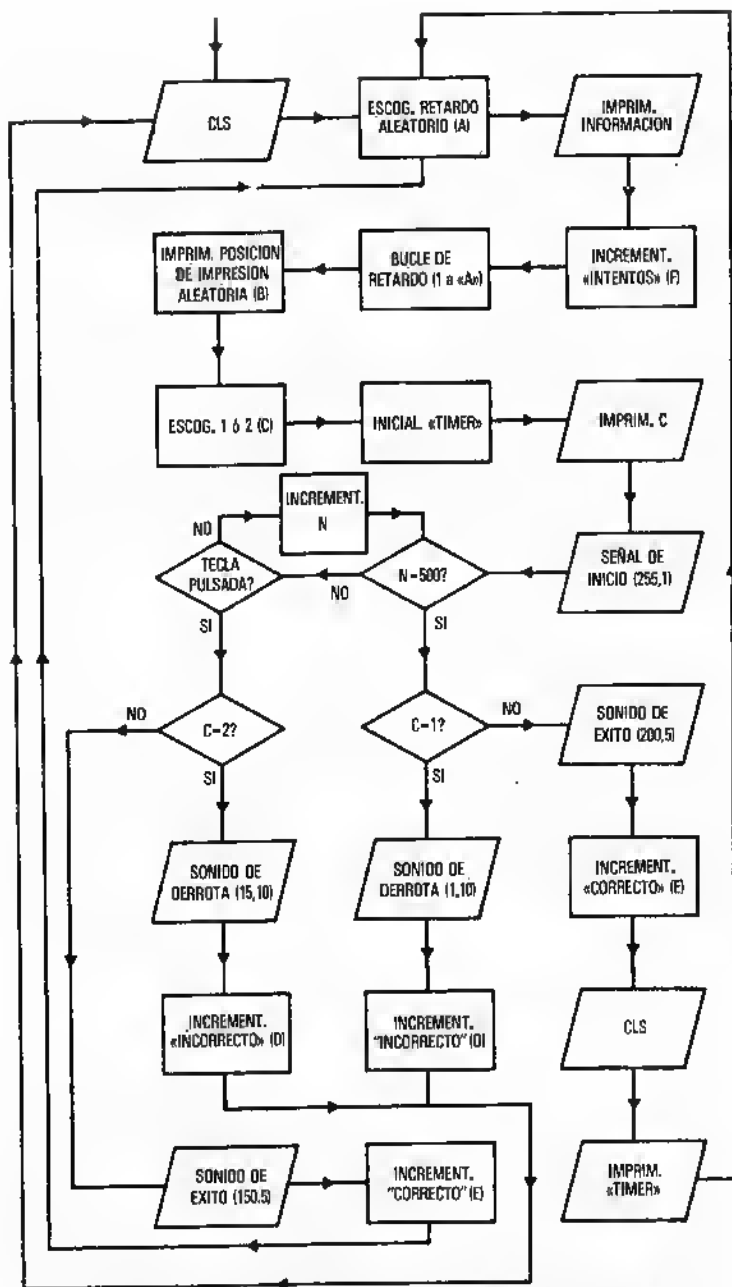 CLS
ESCOG. RETARDO
ALEATORIO (A)
IMPRIM.
INFORMACION
IMPRIM. POSICION
DE IMPRESION
ALEATORIA (B)
BUCLE DE
RETARDO (1 a «A»)
INCREMENT.
«INTENTOS» (F)
ESCOG. 1 ó 2 (C)
INICIAL. «TIMER»
IMPRIM. C
INCREMENT.
N
NO
TECLA
PULSADA?
NO
N=500?
SEÑAL DE
INICIO (255,1)
SI
SI
NO
C=2?
C=1?
NO
SONIDO DE
EXITO (200,5)
SI
SI
SONIDO DE
DERROTA (15,10)
SONIDO DE
DERROTA (1,10)
INCREMENT.
«CORRECTO» (E)
INCREMENT.
«INCORRECTO» (D)
INCREMENT.
"INCORRECTO" (D)
CLS
SONIDO DE
EXITO (150,5)
INCREMENT.
"CORRECTO" (E)
IMPRIM.
«TIMER»